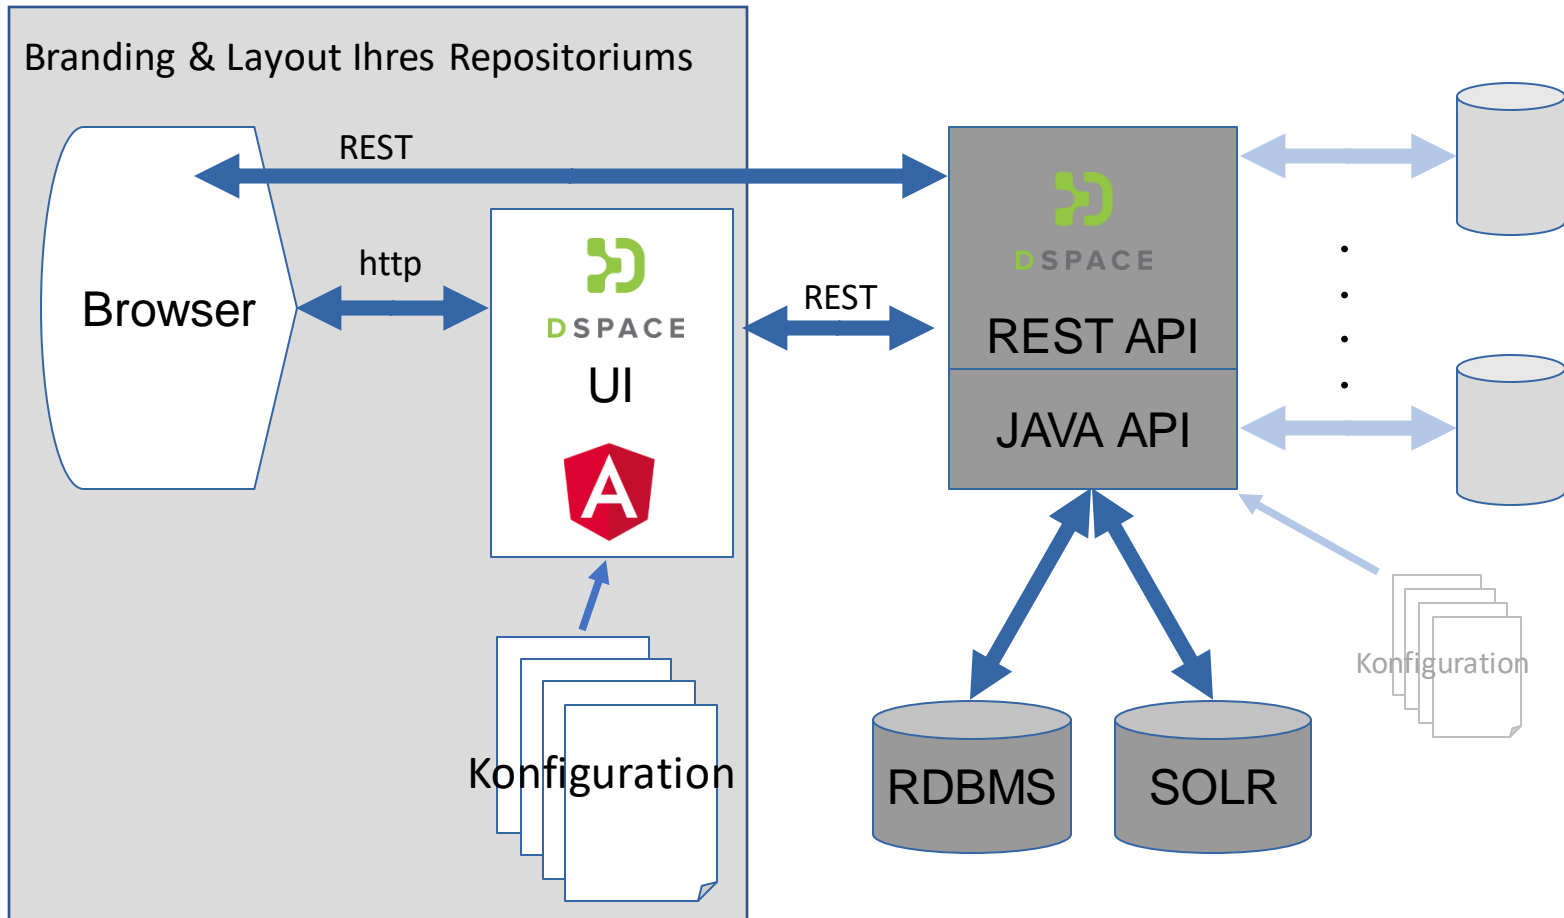 Branding & Layout Ihres Repositoriums
REST
http
Browser
DSPACE
UI
A
REST
DSPACE
REST API
JAVA API
Konfiguration
Konfiguration
RDBMS
SOLR